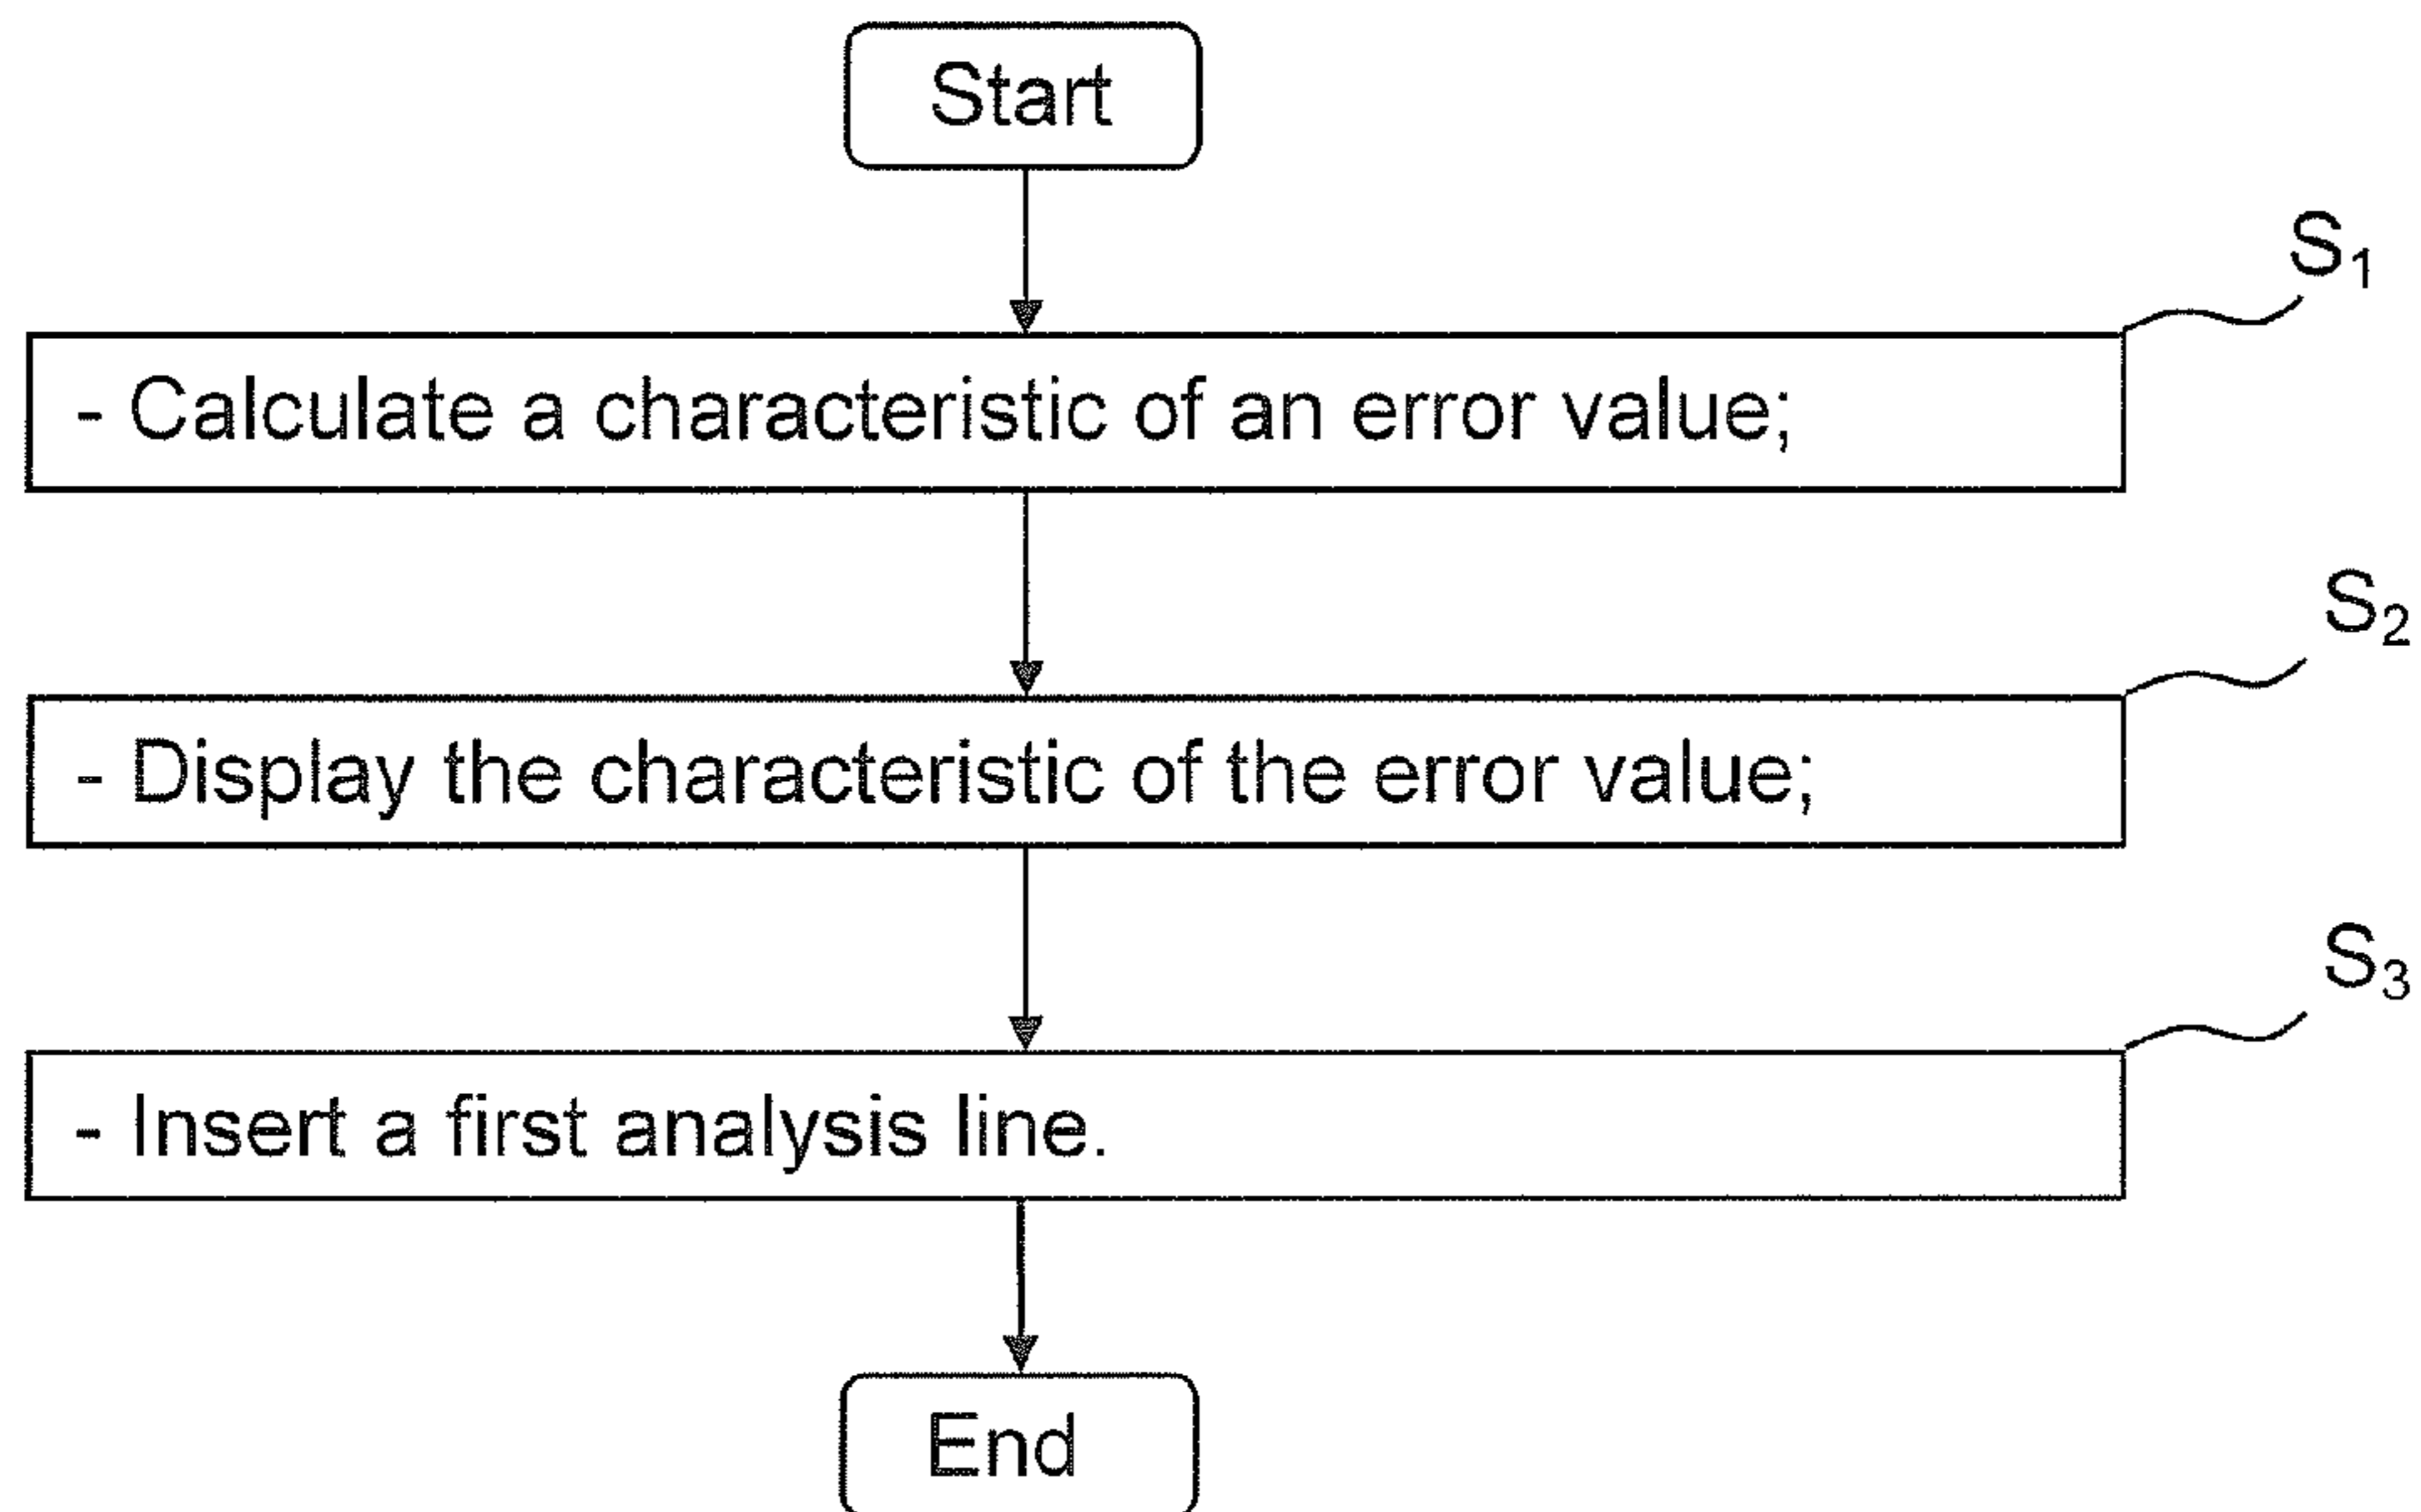 Start
S₁
- Calculate a characteristic of an error value;
S₂
- Display the characteristic of the error value;
S₃
- Insert a first analysis line.
End